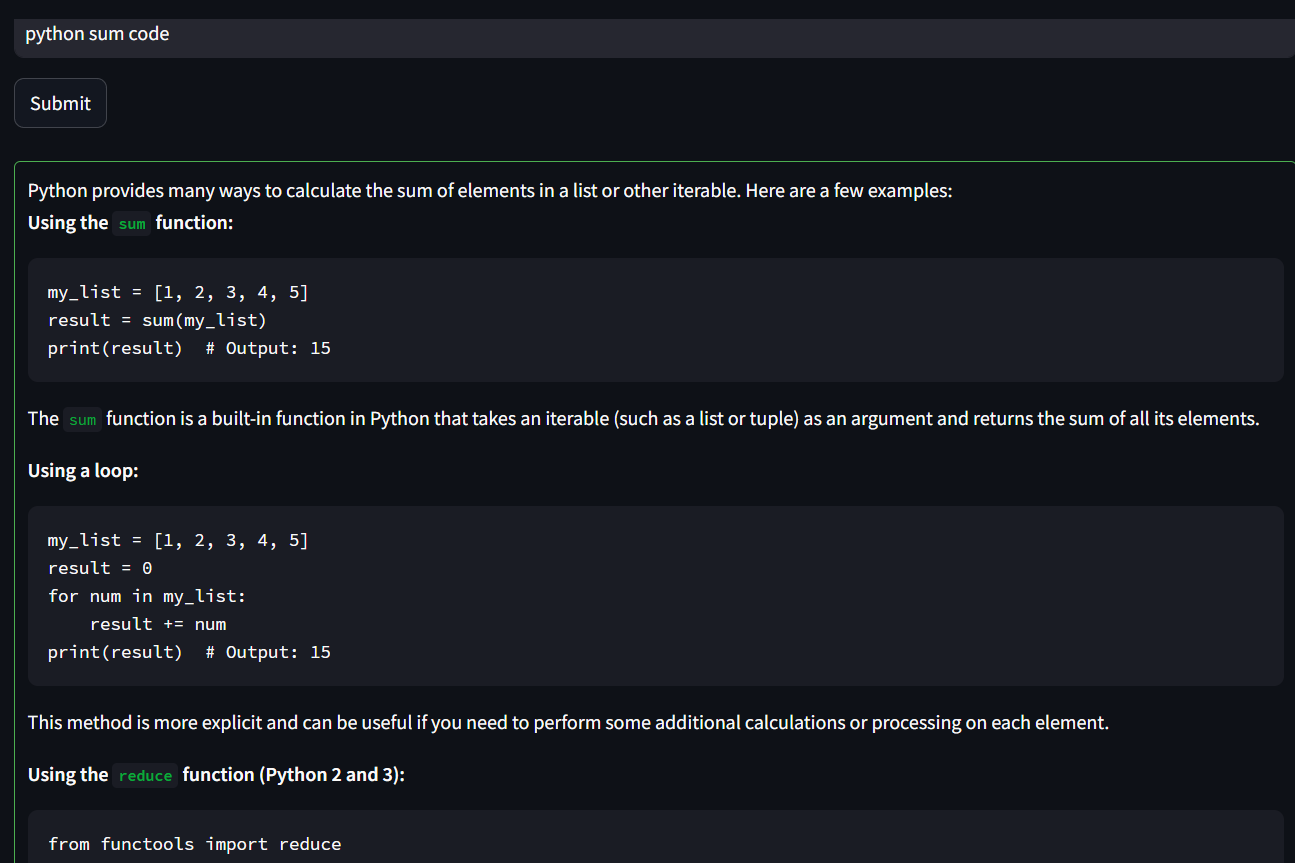 python sum code
Submit
Python provides many ways to calculate the sum of elements in a list or other iterable. Here are a few examples:
Using the sum function:
my_list = [1, 2, 3, 4, 5]
result = sum(my_list)
print(result)  # Output: 15
The sum function is a built-in function in Python that takes an iterable (such as a list or tuple) as an argument and returns the sum of all its elements.
Using a loop:
my_list = [1, 2, 3, 4, 5]
result = 0
for num in my_list:
    result += num
print(result)  # Output: 15
This method is more explicit and can be useful if you need to perform some additional calculations or processing on each element.
Using the reduce function (Python 2 and 3):
from functools import reduce